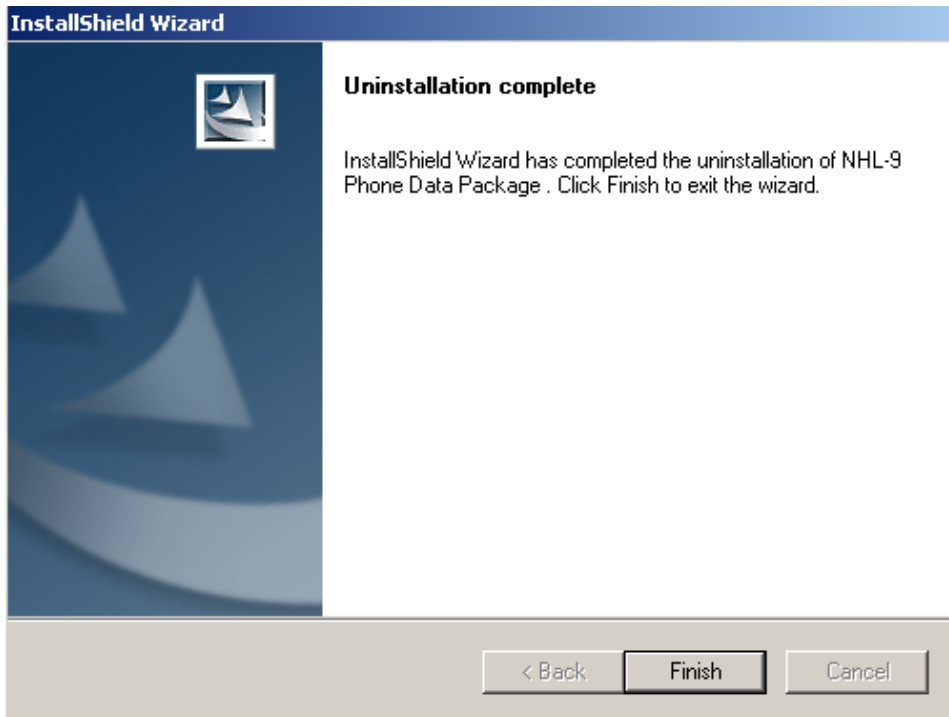 InstallShield Wizard
Uninstallation complete
InstallShield Wizard has completed the uninstallation of NHL-9
Phone Data Package . Click Finish to exit the wizard.
< Back
Finish
Cancel